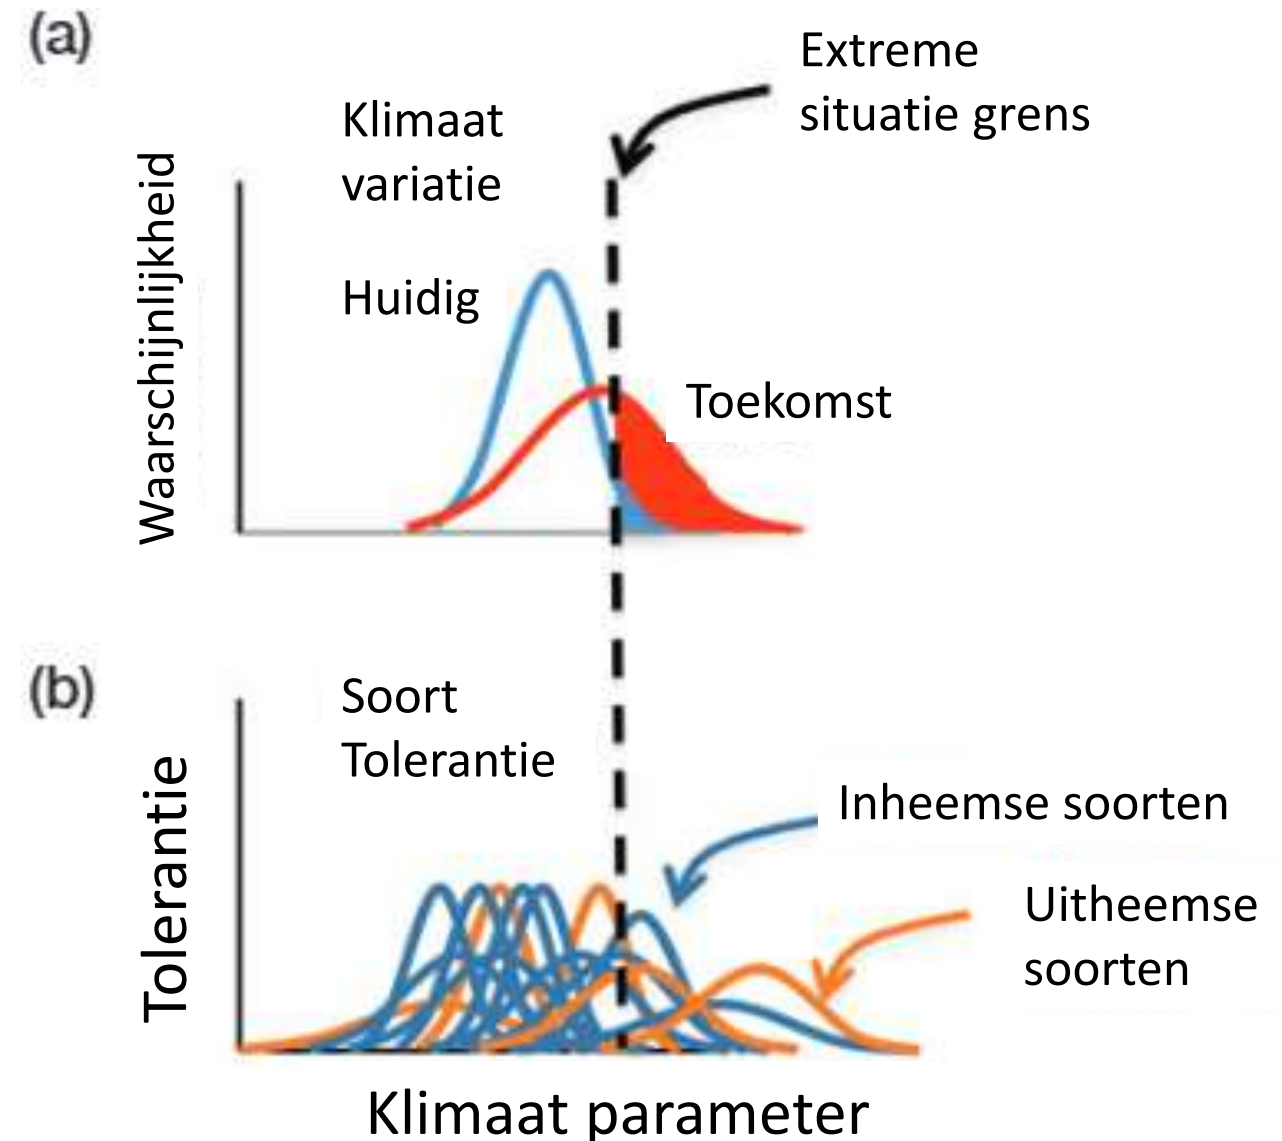 (a)
Extreme
situatie grens
Klimaat
variatie
Waarschijnlijkheid
Huidig
Toekomst
(b)
Soort
Tolerantie
Tolerantie
Inheemse soorten
Uitheemse
soorten
Klimaat parameter